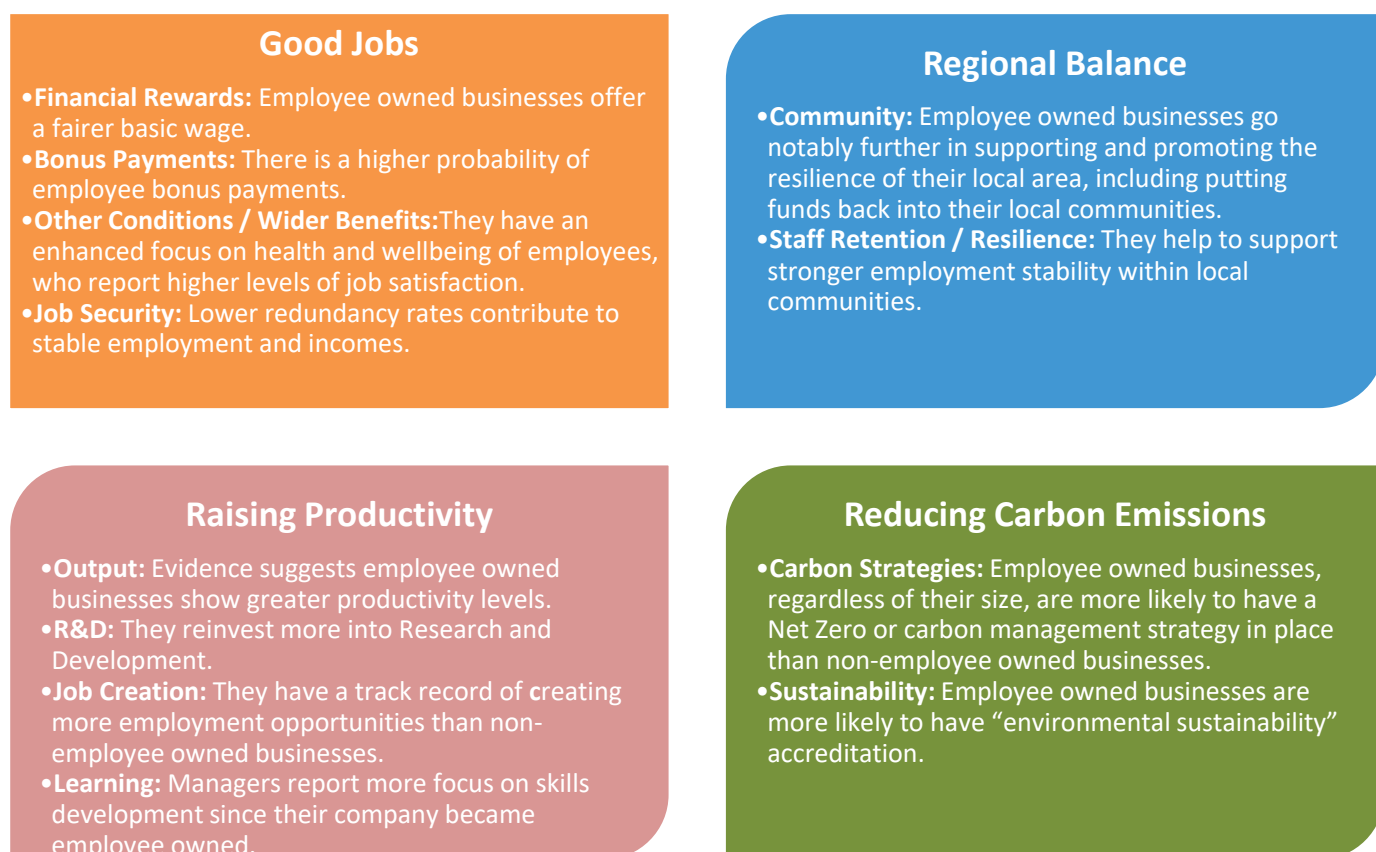 Good Jobs
•Financial Rewards: Employee owned businesses offer
a fairer basic wage.
•Bonus Payments: There is a higher probability of
employee bonus payments.
•Other Conditions / Wider Benefits:They have an
enhanced focus on health and wellbeing of employees,
who report higher levels of job satisfaction.
•Job Security: Lower redundancy rates contribute to
stable employment and incomes.
Regional Balance
•Community: Employee owned businesses go
notably further in supporting and promoting the
resilience of their local area, including putting
funds back into their local communities.
•Staff Retention / Resilience: They help to support
stronger employment stability within local
communities.
Raising Productivity
•Output: Evidence suggests employee owned
businesses show greater productivity levels.
•R&D: They reinvest more into Research and
Development.
•Job Creation: They have a track record of creating
more employment opportunities than non-
employee owned businesses.
•Learning: Managers report more focus on skills
development since their company became
employee owned.
Reducing Carbon Emissions
•Carbon Strategies: Employee owned businesses,
regardless of their size, are more likely to have a
Net Zero or carbon management strategy in place
than non-employee owned businesses.
•Sustainability: Employee owned businesses are
more likely to have “environmental sustainability”
accreditation.